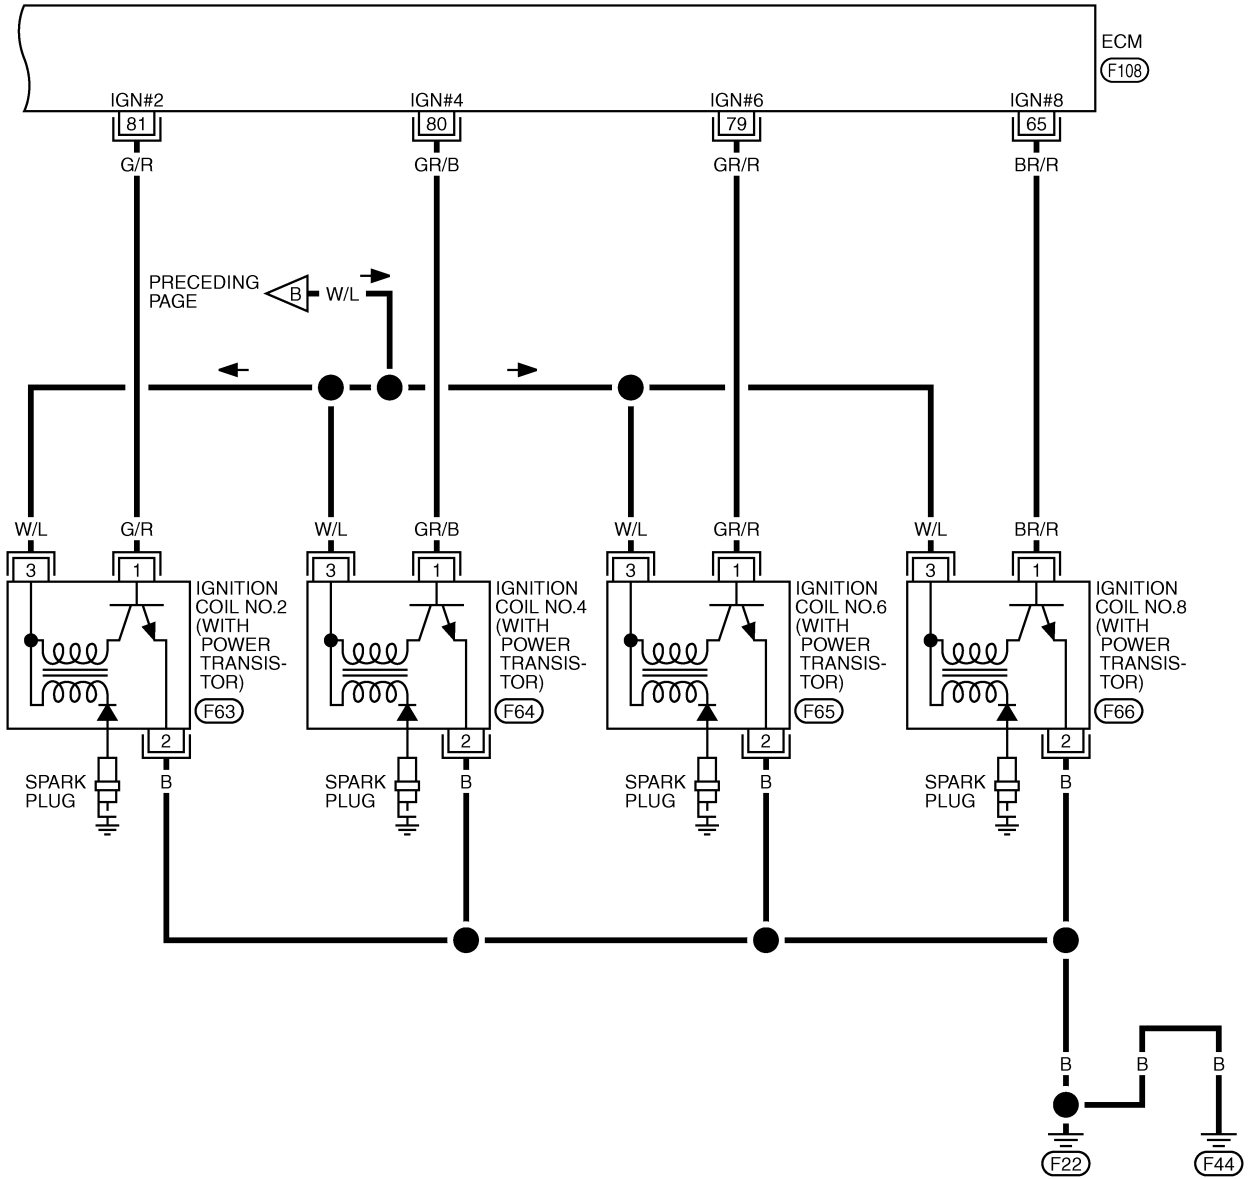 ECM
F108
IGN#2
IGN#4
IGN#6
IGN#8
81
80
79
65
G/R
GR/B
GR/R
BR/R
PRECEDING
PAGE
B
W/L
W/L
G/R
W/L
GR/B
W/L
GR/R
W/L
BR/R
3
1
3
1
3
1
3
1
IGNITION
COIL NO.2
(WITH
POWER
TRANSIS-
TOR)
F63
IGNITION
COIL NO.4
(WITH
POWER
TRANSIS-
TOR)
F64
IGNITION
COIL NO.6
(WITH
POWER
TRANSIS-
TOR)
F65
IGNITION
COIL NO.8
(WITH
POWER
TRANSIS-
TOR)
F66
2
2
2
2
SPARK
PLUG
B
SPARK
PLUG
B
SPARK
PLUG
B
SPARK
PLUG
B
B
B
B
F22
F44